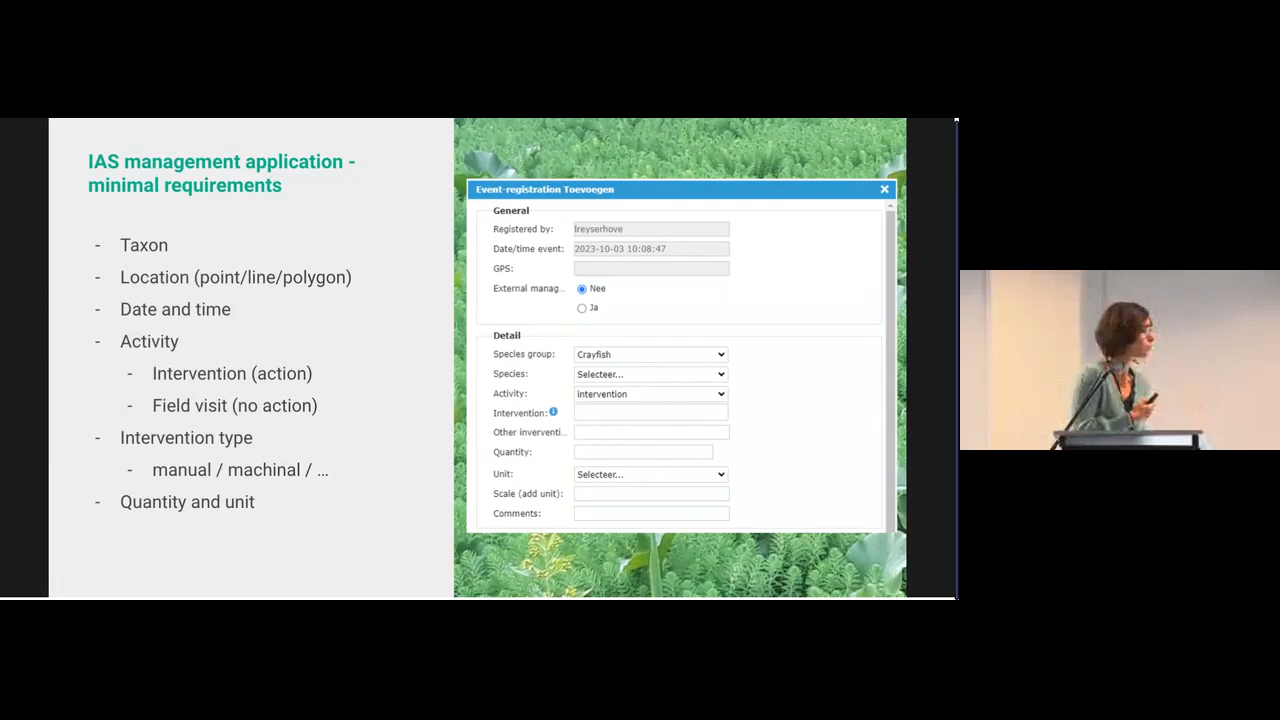 IAS management application -
minimal requirements
- Taxon
- Location (point/line/polygon)
- Date and time
- Activity
- Intervention (action)
- Field visit (no action)
- Intervention type
- manual / machinal / ...
- Quantity and unit
Event-registration Toevoegen
General
Registered by: lreyserhove
Date/time event: 2023-10-03 10:08:47
GPS:
External manag... Nee
Ja
Detail
Species group: Crayfish
Species: Selecteer...
Activity: intervention
Intervention:
Other inverventi...
Quantity:
Unit: Selecteer...
Scale (add unit):
Comments: